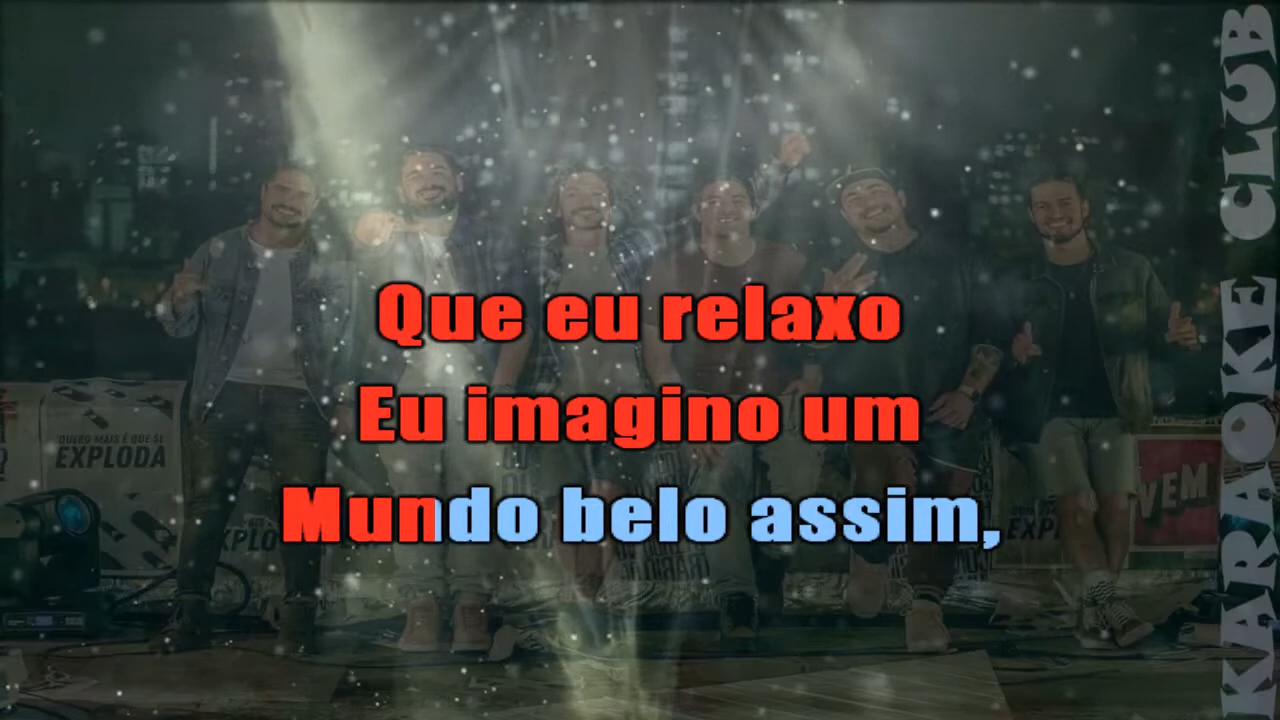 Que eu relaxo
Eu imagino um
Mundo belo assim,
KARAOKE CLUB
QUERO MAIS É QUE SE
EXPLODA
VEM